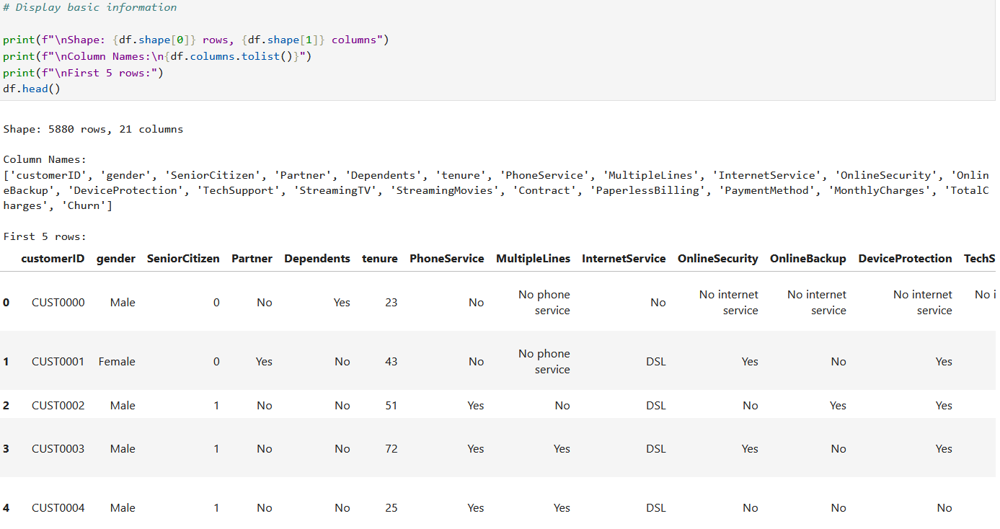 # Display basic information
print(f"\nShape: {df.shape[0]} rows, {df.shape[1]} columns")
print(f"\nColumn Names:\n{df.columns.tolist()}")
print(f"\nFirst 5 rows:")
df.head()
Shape: 5880 rows, 21 columns
Column Names:
['customerID', 'gender', 'SeniorCitizen', 'Partner', 'Dependents', 'tenure', 'PhoneService', 'MultipleLines', 'InternetService', 'OnlineSecurity', 'Onlin
eBackup', 'DeviceProtection', 'TechSupport', 'StreamingTV', 'StreamingMovies', 'Contract', 'PaperlessBilling', 'PaymentMethod', 'MonthlyCharges', 'TotalC
harges', 'Churn']
First 5 rows:
customerID gender SeniorCitizen Partner Dependents tenure PhoneService MultipleLines InternetService OnlineSecurity OnlineBackup DeviceProtection TechS
0 CUST0000 Male 0 No Yes 23 No No phone service No No internet service No internet service No internet service No i
1 CUST0001 Female 0 Yes No 43 No No phone service DSL Yes No Yes
2 CUST0002 Male 1 No No 51 Yes No DSL No Yes Yes
3 CUST0003 Male 1 No No 72 Yes Yes DSL Yes No Yes
4 CUST0004 Male 1 No No 25 Yes Yes DSL No No No